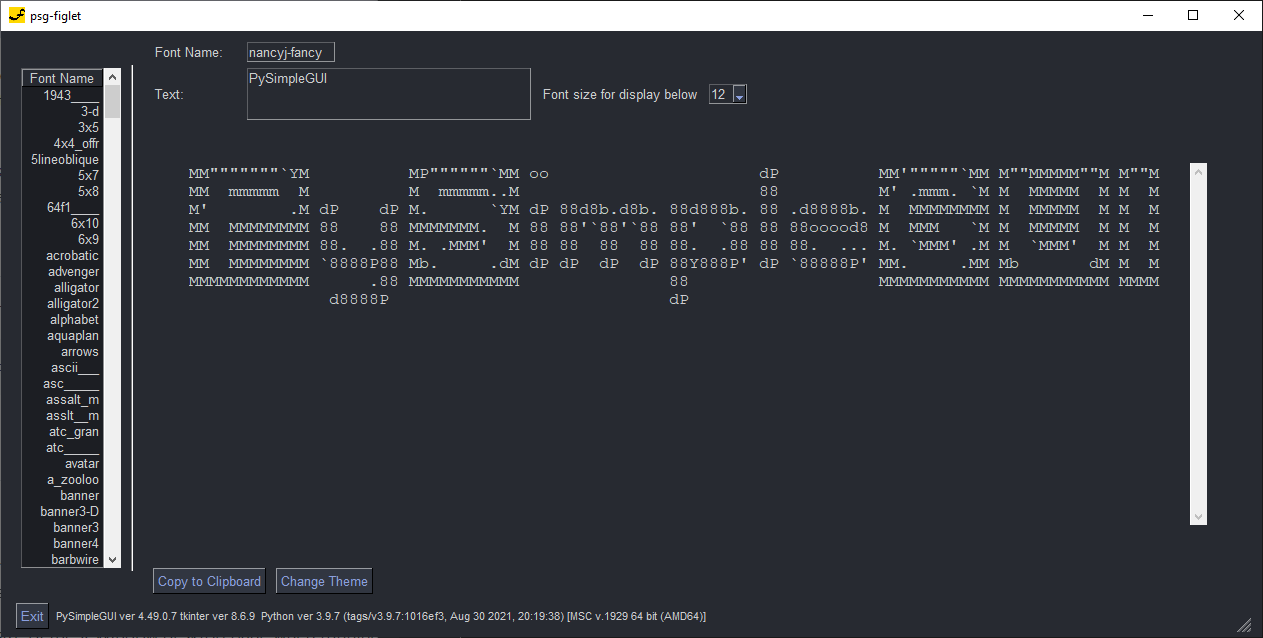 psg-figlet
Font Name: nancyj-fancy
Text: PySimpleGUI
Font size for display below 12
Font Name
1943____
3-d
3x5
4x4_offr
5lineoblique
5x7
5x8
64f1____
6x10
6x9
acrobatic
advenger
alligator
alligator2
alphabet
aquaplan
arrows
ascii___
asc_____
assalt_m
asslt__m
atc_gran
atc_____
avatar
a_zooloo
banner
banner3-D
banner3
banner4
barbwire
MM"""""""`YM          MP""""""`MM oo                     dP          MM'"""""`MM M""MMMMM""M M""M
MM  mmmmm  M          M  mmmmm..M                        88          M' .mmm. `M M  MMMMM  M M  M
M'        .M dP    dP M.      `YM dP 88d8b.d8b. 88d888b. 88 .d8888b. M  MMMMMMMM M  MMMMM  M M  M
MM  MMMMMMMM 88    88 MMMMMMM.  M 88 88'`88'`88 88'  `88 88 88ooood8 M  MMM   `M M  MMMMM  M M  M
MM  MMMMMMMM 88.  .88 M. .MMM'  M 88 88  88  88 88.  .88 88 88.  ... M. `MMM' .M M  `MMM'  M M  M
MM  MMMMMMMM `8888P88 Mb.     .dM dP dP  dP  dP 88Y888P' dP `88888P' MM.     .MM Mb       dM M  M
MMMMMMMMMMMM      .88 MMMMMMMMMMM               88                   MMMMMMMMMMM MMMMMMMMMMM MMMM
              d8888P                            dP
Copy to Clipboard Change Theme
Exit PySimpleGUI ver 4.49.0.7 tkinter ver 8.6.9 Python ver 3.9.7 (tags/v3.9.7:1016ef3, Aug 30 2021, 20:19:38) [MSC v.1929 64 bit (AMD64)]